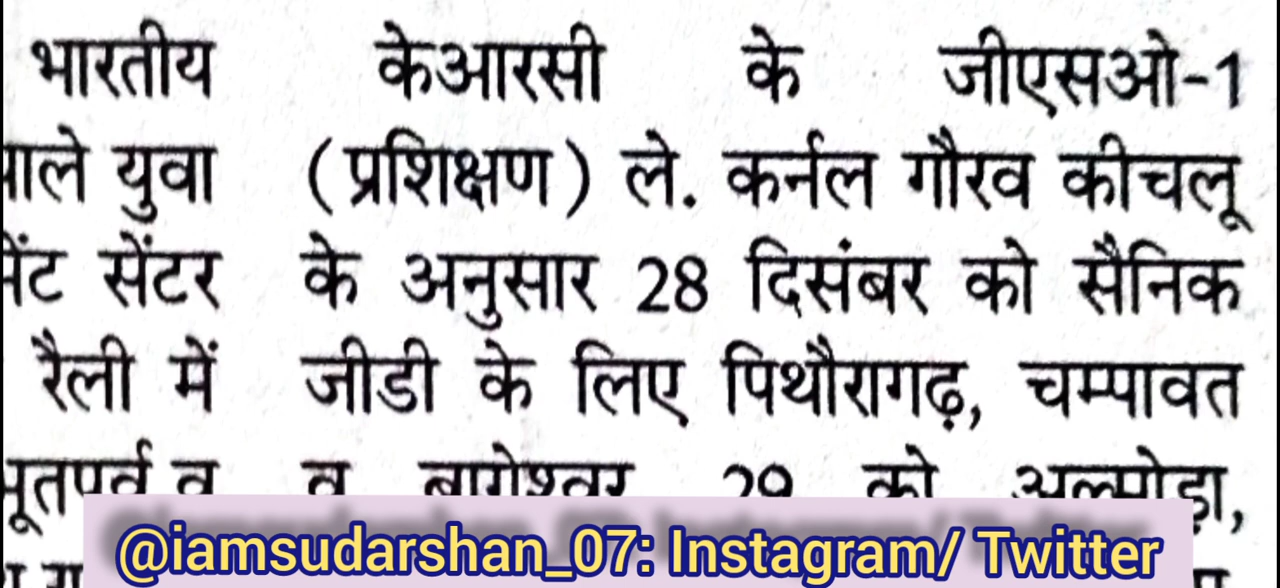 भारतीय
युवा
सेंटर
रैली में
व
केआरसी के जीएसओ-1
(प्रशिक्षण) ले. कर्नल गौरव कीचलू
के अनुसार 28 दिसंबर को सैनिक
जीडी के लिए पिथौरागढ़, चम्पावत
व बागेश्वर, 29 को अल्मोड़ा,
@iamsudarshan_07: Instagram/ Twitter